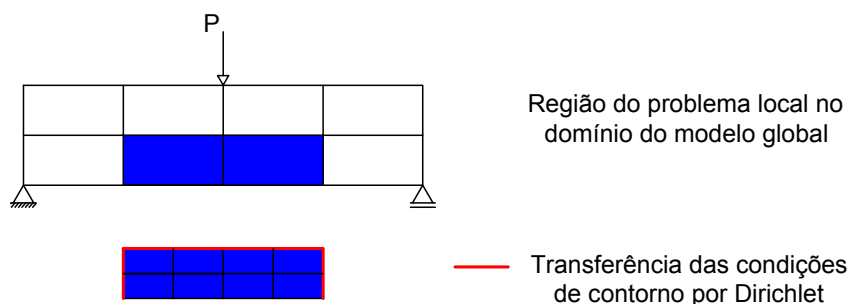 P
Região do problema local no
domínio do modelo global
Transferência das condições
de contorno por Dirichlet